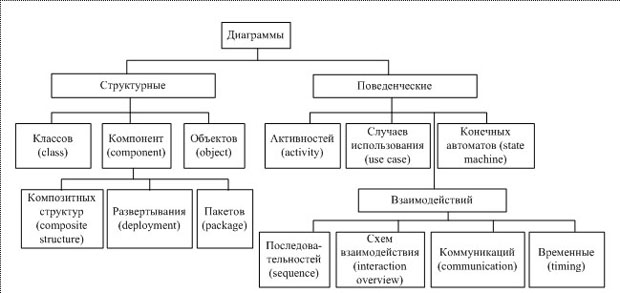 Диаграммы
Структурные
Поведенческие
Классов
(class)
Компонент
(component)
Объектов
(object)
Активностей
(activity)
Случаев
использования
(use case)
Конечных
автоматов (state
machine)
Композитных
структур
(composite
structure)
Развертывания
(deployment)
Пакетов
(package)
Взаимодействий
Последова-
тельностей
(sequence)
Схем
взаимодействия
(interaction
overview)
Коммуникаций
(communication)
Временные
(timing)